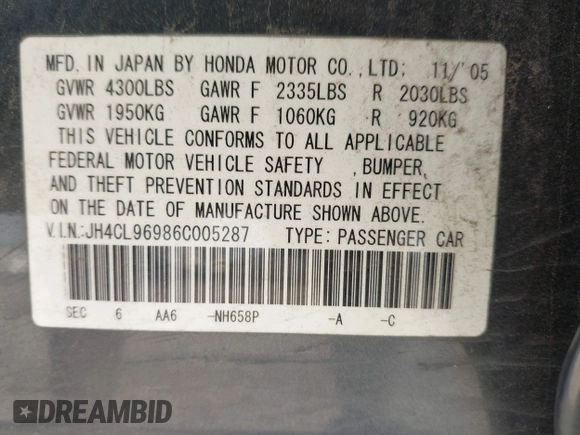 MFD. IN JAPAN BY HONDA MOTOR CO., LTD: 11/'05
GVWR 4300LBS GAWR F 2335LBS R 2030LBS
GVWR 1950KG GAWR F 1060KG R 920KG
THIS VEHICLE CONFORMS TO ALL APPLICABLE
FEDERAL MOTOR VEHICLE SAFETY , BUMPER,
AND THEFT PREVENTION STANDARDS IN EFFECT
ON THE DATE OF MANUFACTURE SHOWN ABOVE.
V.I.N.:JH4CL96986C005287 TYPE: PASSENGER CAR
SEC 6 AA6 -NH658P -A -C
DREAMBID